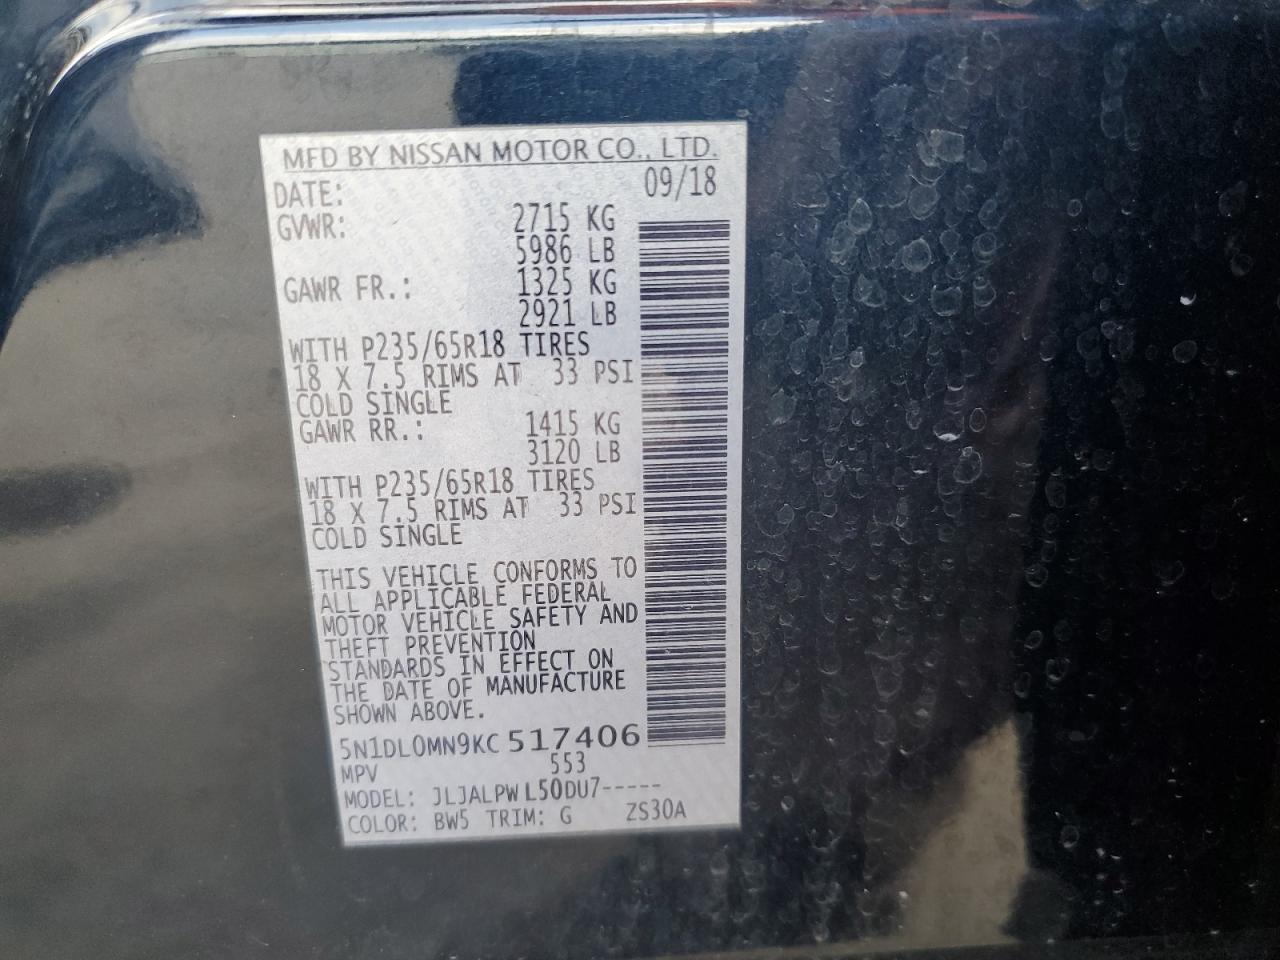 MFD BY NISSAN MOTOR CO., LTD.
DATE: 09/18
GVWR: 2715 KG
5986 LB
GAWR FR.: 1325 KG
2921 LB
WITH P235/65R18 TIRES
18 X 7.5 RIMS AT 33 PSI
COLD SINGLE
GAWR RR.: 1415 KG
3120 LB
WITH P235/65R18 TIRES
18 X 7.5 RIMS AT 33 PSI
COLD SINGLE
THIS VEHICLE CONFORMS TO
ALL APPLICABLE FEDERAL
MOTOR VEHICLE SAFETY AND
THEFT PREVENTION
STANDARDS IN EFFECT ON
THE DATE OF MANUFACTURE
SHOWN ABOVE.
5N1DL0MN9KC517406
MPV 553
MODEL: JLJALPWL50DU7-----
COLOR: BW5 TRIM: G ZS30A